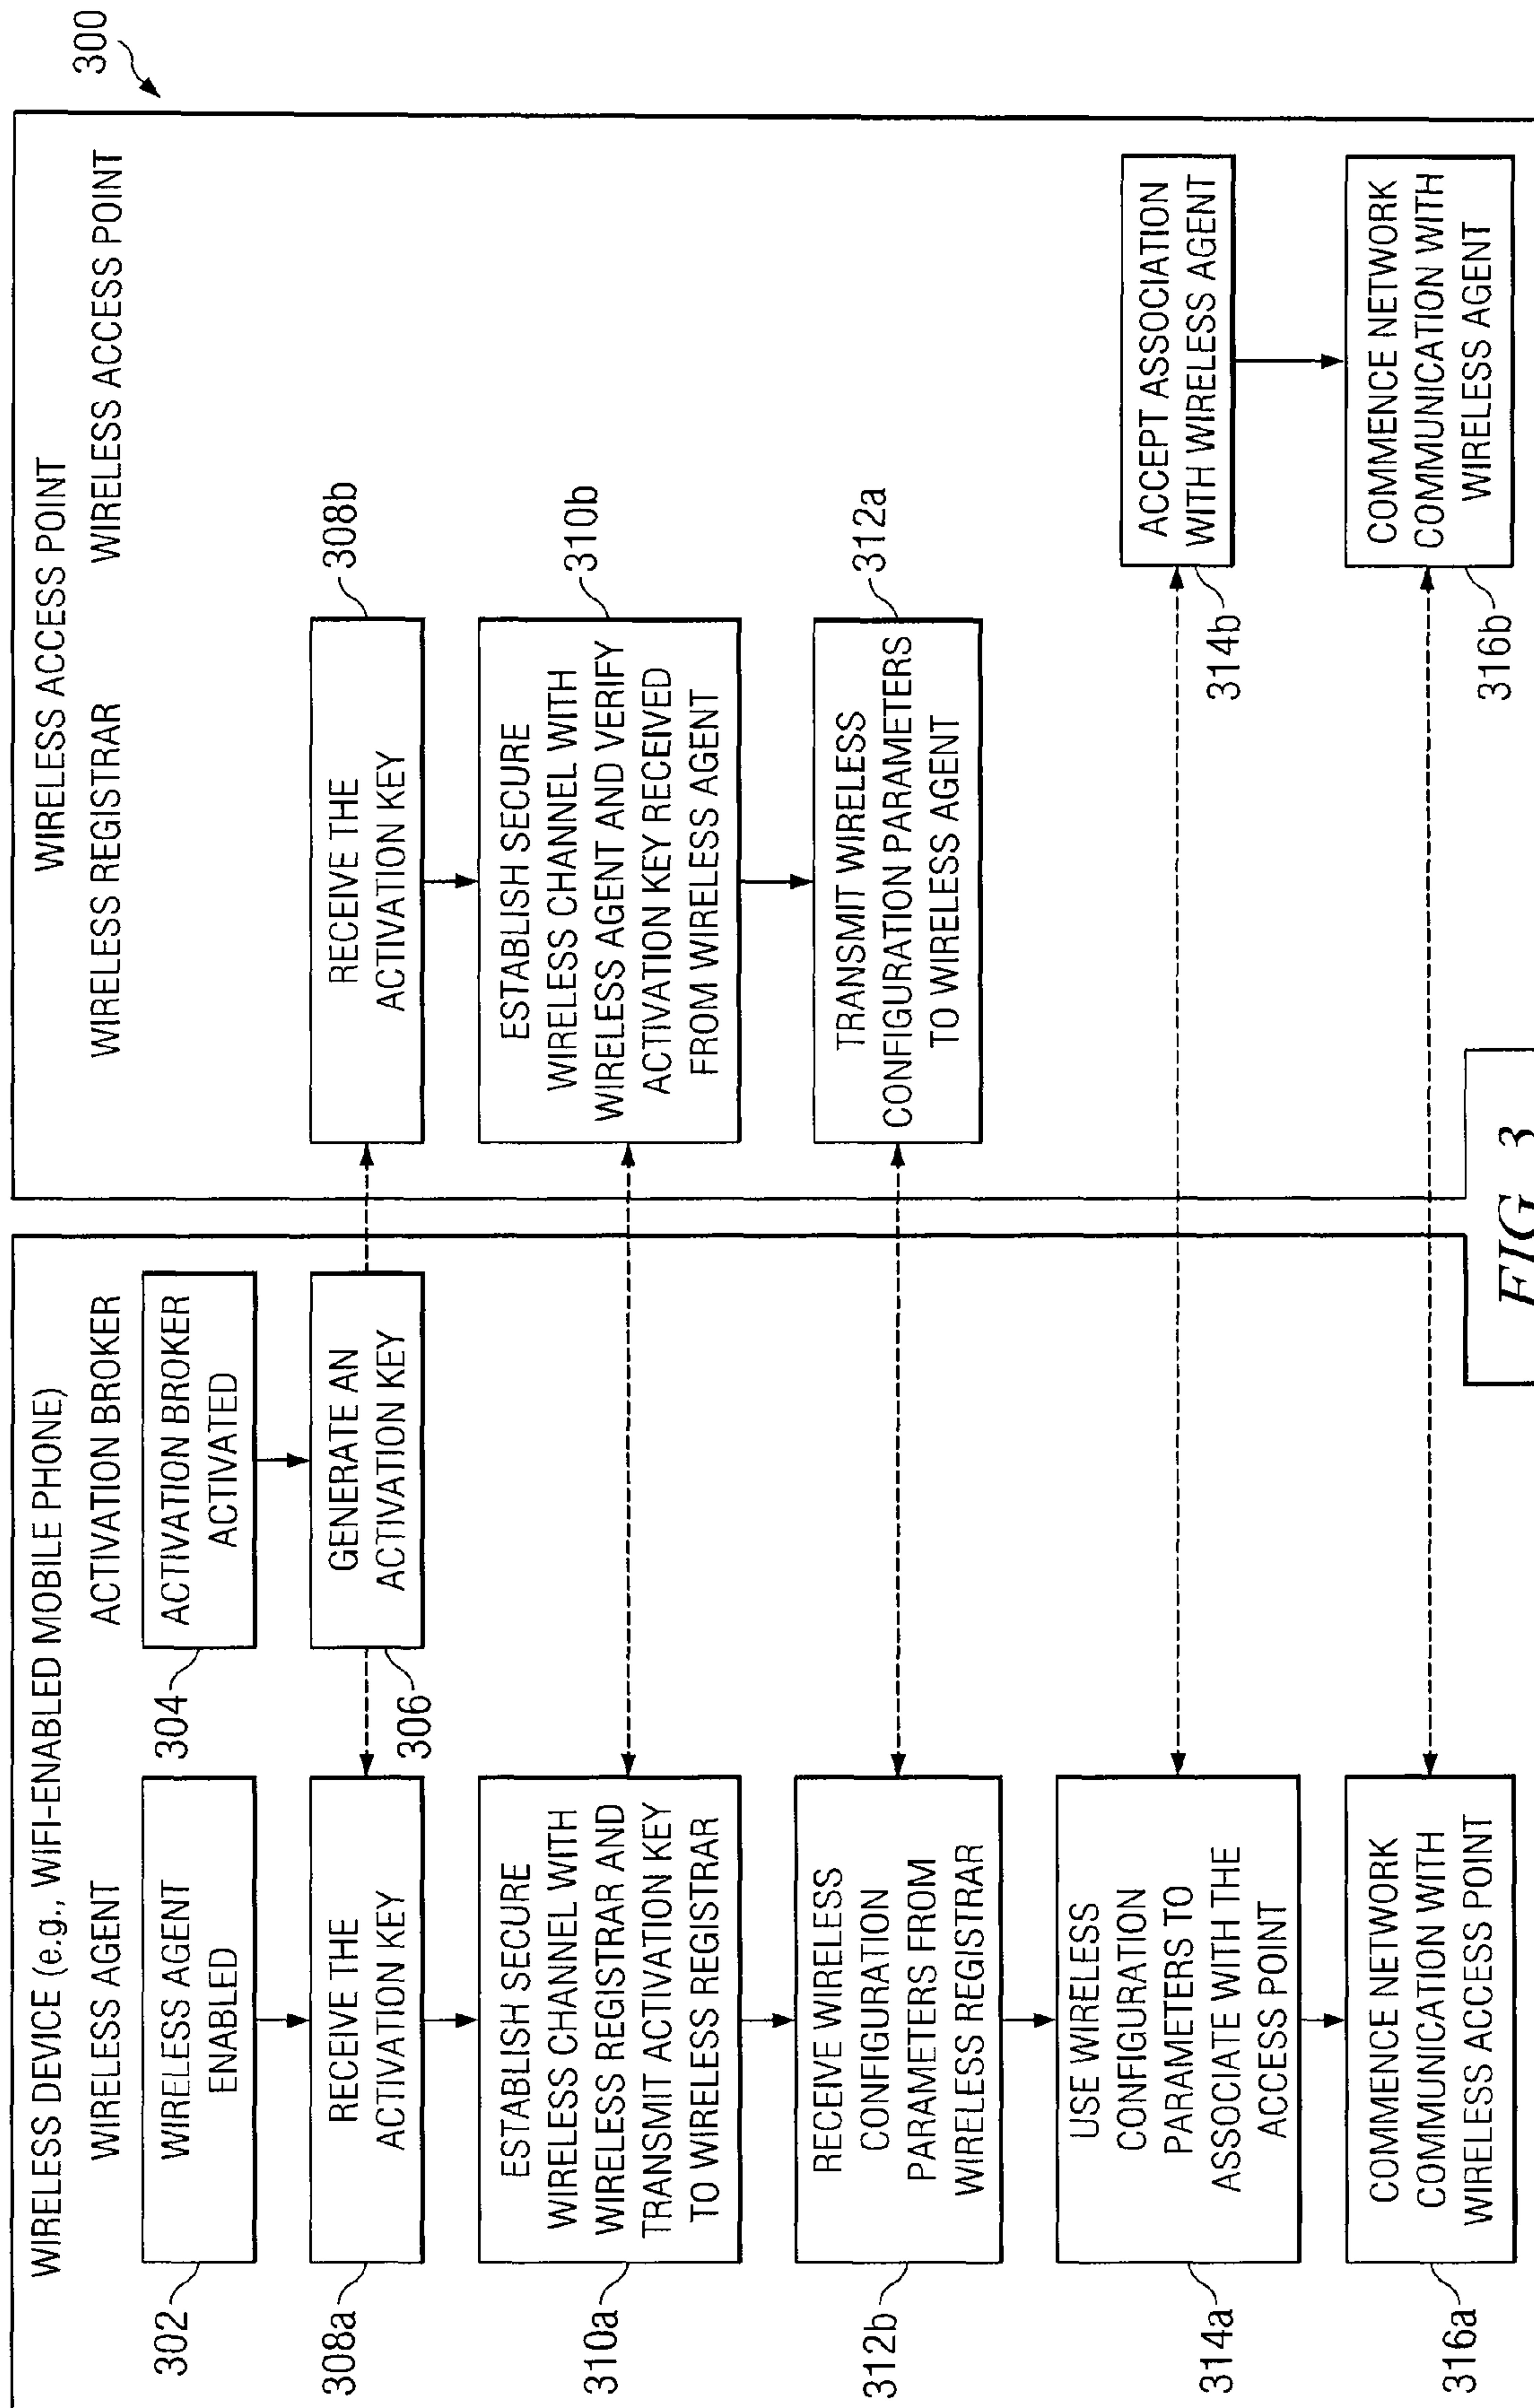 300
WIRELESS DEVICE (e.g., WIFI-ENABLED MOBILE PHONE)
WIRELESS AGENT
ACTIVATION BROKER
WIRELESS ACCESS POINT
WIRELESS REGISTRAR
WIRELESS ACCESS POINT
302
WIRELESS AGENT
ENABLED
304
ACTIVATION BROKER
ACTIVATED
308a
RECEIVE THE
ACTIVATION KEY
306
GENERATE AN
ACTIVATION KEY
RECEIVE THE
ACTIVATION KEY
308b
310a
ESTABLISH SECURE
WIRELESS CHANNEL WITH
WIRELESS REGISTRAR AND
TRANSMIT ACTIVATION KEY
TO WIRELESS REGISTRAR
ESTABLISH SECURE
WIRELESS CHANNEL WITH
WIRELESS AGENT AND VERIFY
ACTIVATION KEY RECEIVED
FROM WIRELESS AGENT
310b
312b
RECEIVE WIRELESS
CONFIGURATION
PARAMETERS FROM
WIRELESS REGISTRAR
TRANSMIT WIRELESS
CONFIGURATION PARAMETERS
TO WIRELESS AGENT
312a
314a
USE WIRELESS
CONFIGURATION
PARAMETERS TO
ASSOCIATE WITH THE
ACCESS POINT
314b
ACCEPT ASSOCIATION
WITH WIRELESS AGENT
316a
COMMENCE NETWORK
COMMUNICATION WITH
WIRELESS ACCESS POINT
316b
COMMENCE NETWORK
COMMUNICATION WITH
WIRELESS AGENT
FIG. 3